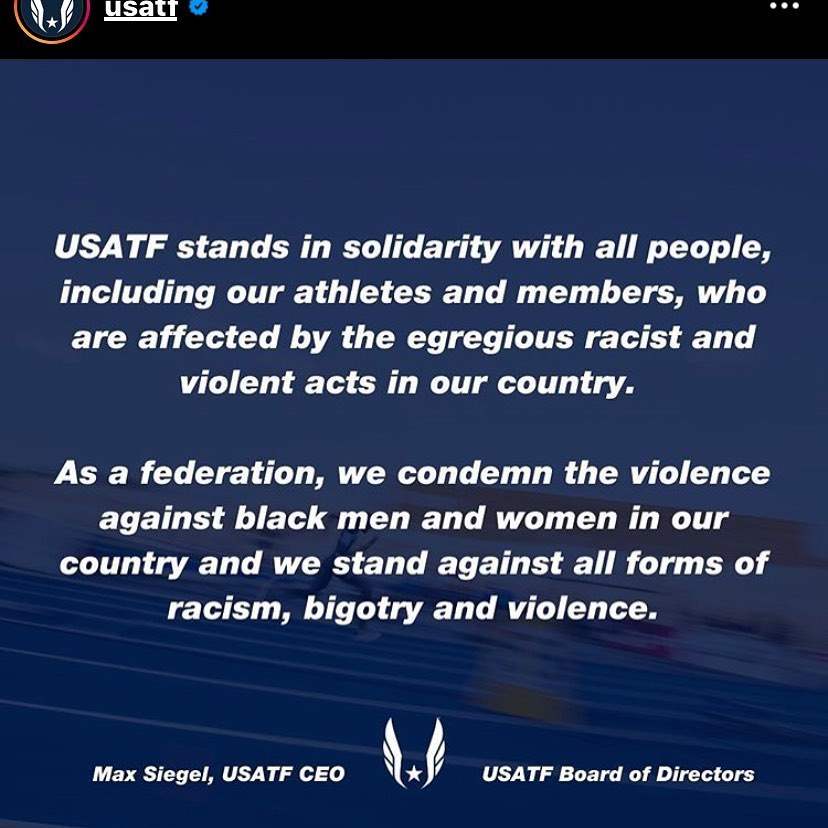 usatf
USATF stands in solidarity with all people,
including our athletes and members, who
are affected by the egregious racist and
violent acts in our country.
As a federation, we condemn the violence
against black men and women in our
country and we stand against all forms of
racism, bigotry and violence.
Max Siegel, USATF CEO
USATF Board of Directors